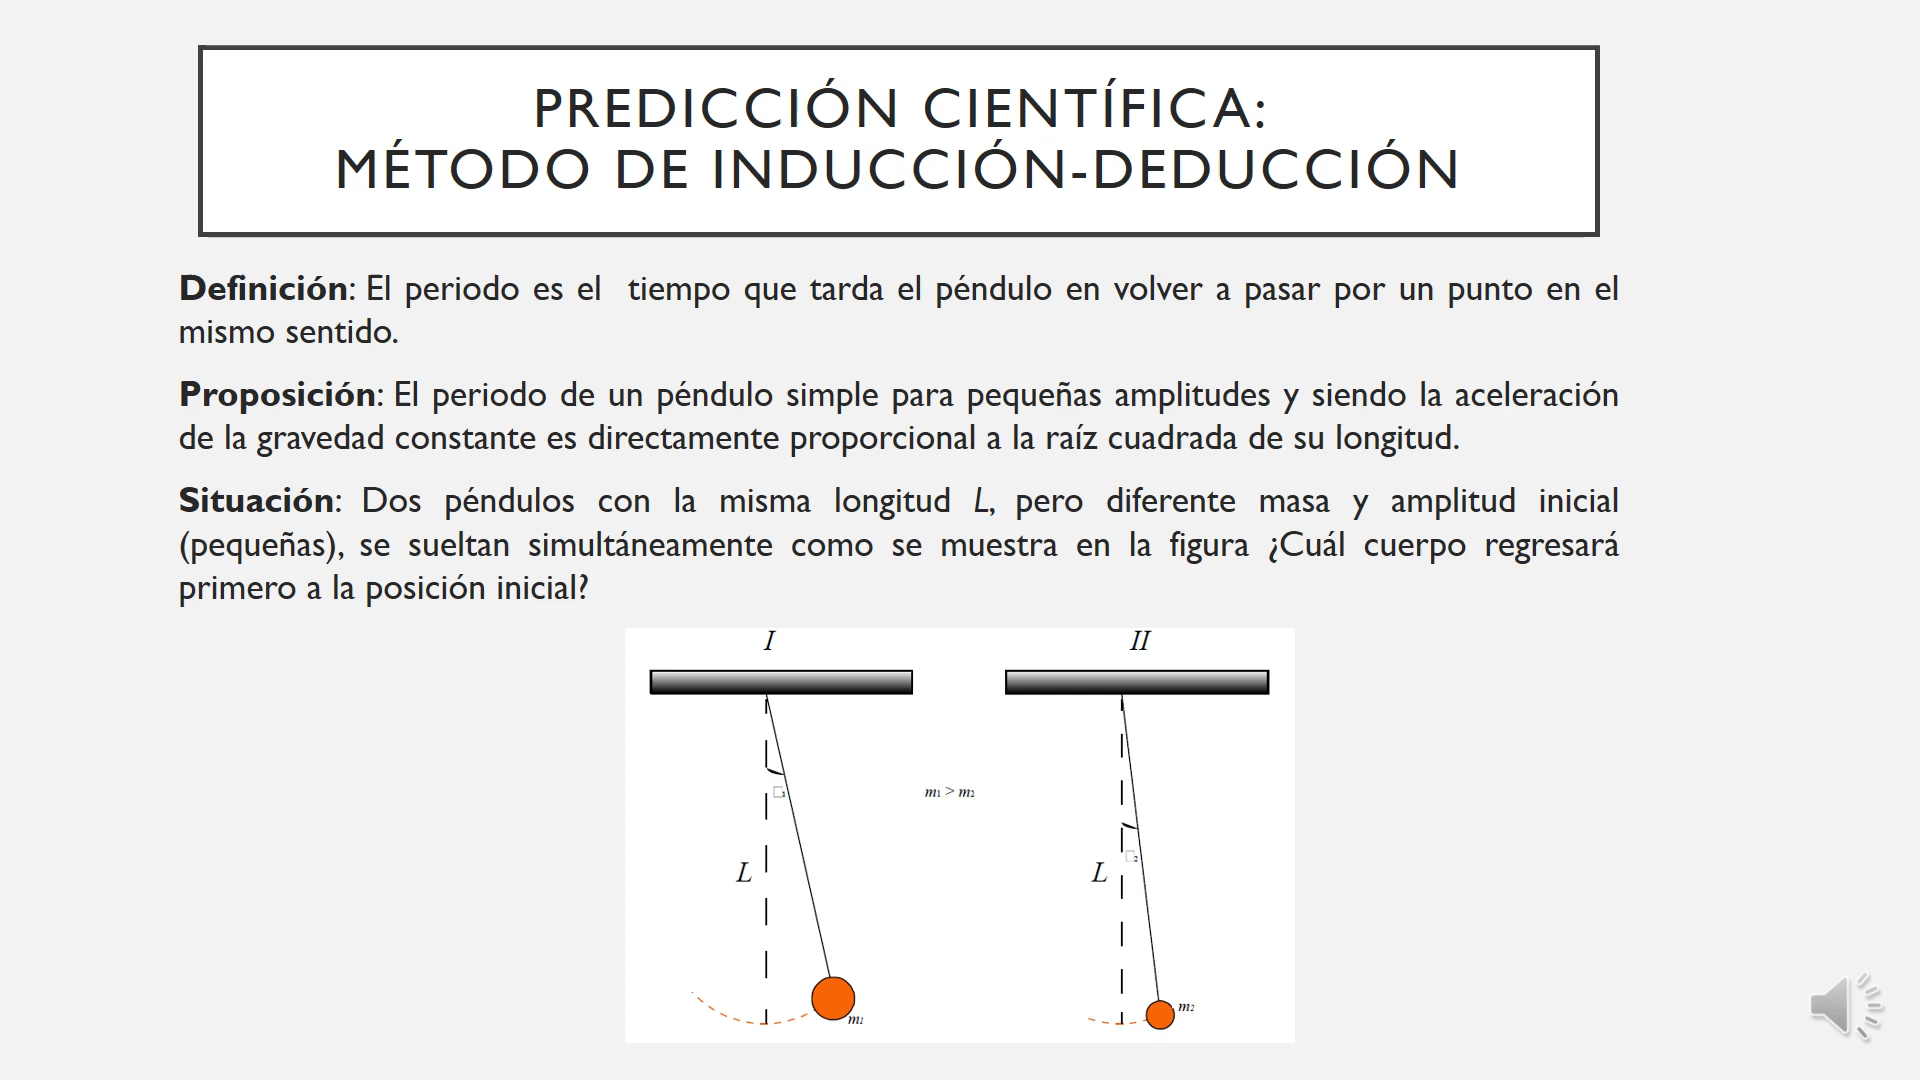 PREDICCIÓN CIENTÍFICA:
MÉTODO DE INDUCCIÓN-DEDUCCIÓN
Definición: El periodo es el tiempo que tarda el péndulo en volver a pasar por un punto en el
mismo sentido.
Proposición: El periodo de un péndulo simple para pequeñas amplitudes y siendo la aceleración
de la gravedad constante es directamente proporcional a la raíz cuadrada de su longitud.
Situación: Dos péndulos con la misma longitud L, pero diferente masa y amplitud inicial
(pequeñas), se sueltan simultáneamente como se muestra en la figura ¿Cuál cuerpo regresará
primero a la posición inicial?
I
II
□₁
m₁ > m₂
□₂
L
L
m₁
m₂